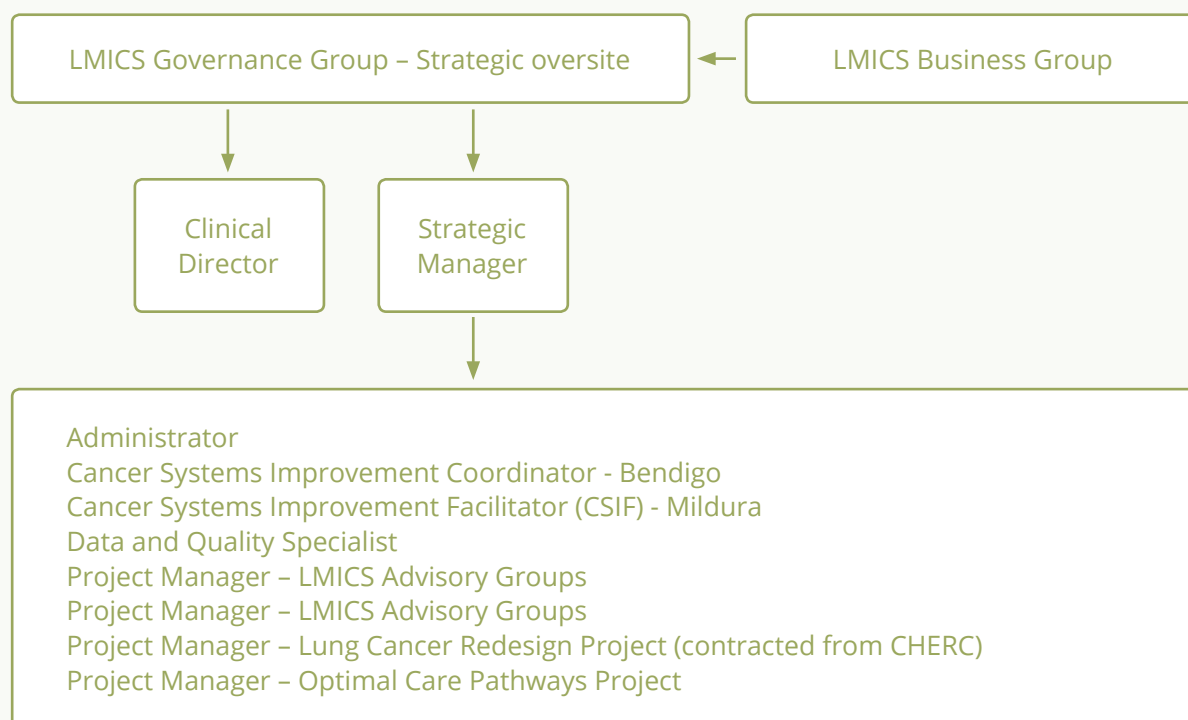 LMICS Governance Group – Strategic oversite
LMICS Business Group
Clinical
Director
Strategic
Manager
Administrator
Cancer Systems Improvement Coordinator - Bendigo
Cancer Systems Improvement Facilitator (CSIF) - Mildura
Data and Quality Specialist
Project Manager – LMICS Advisory Groups
Project Manager – LMICS Advisory Groups
Project Manager – Lung Cancer Redesign Project (contracted from CHERC)
Project Manager – Optimal Care Pathways Project